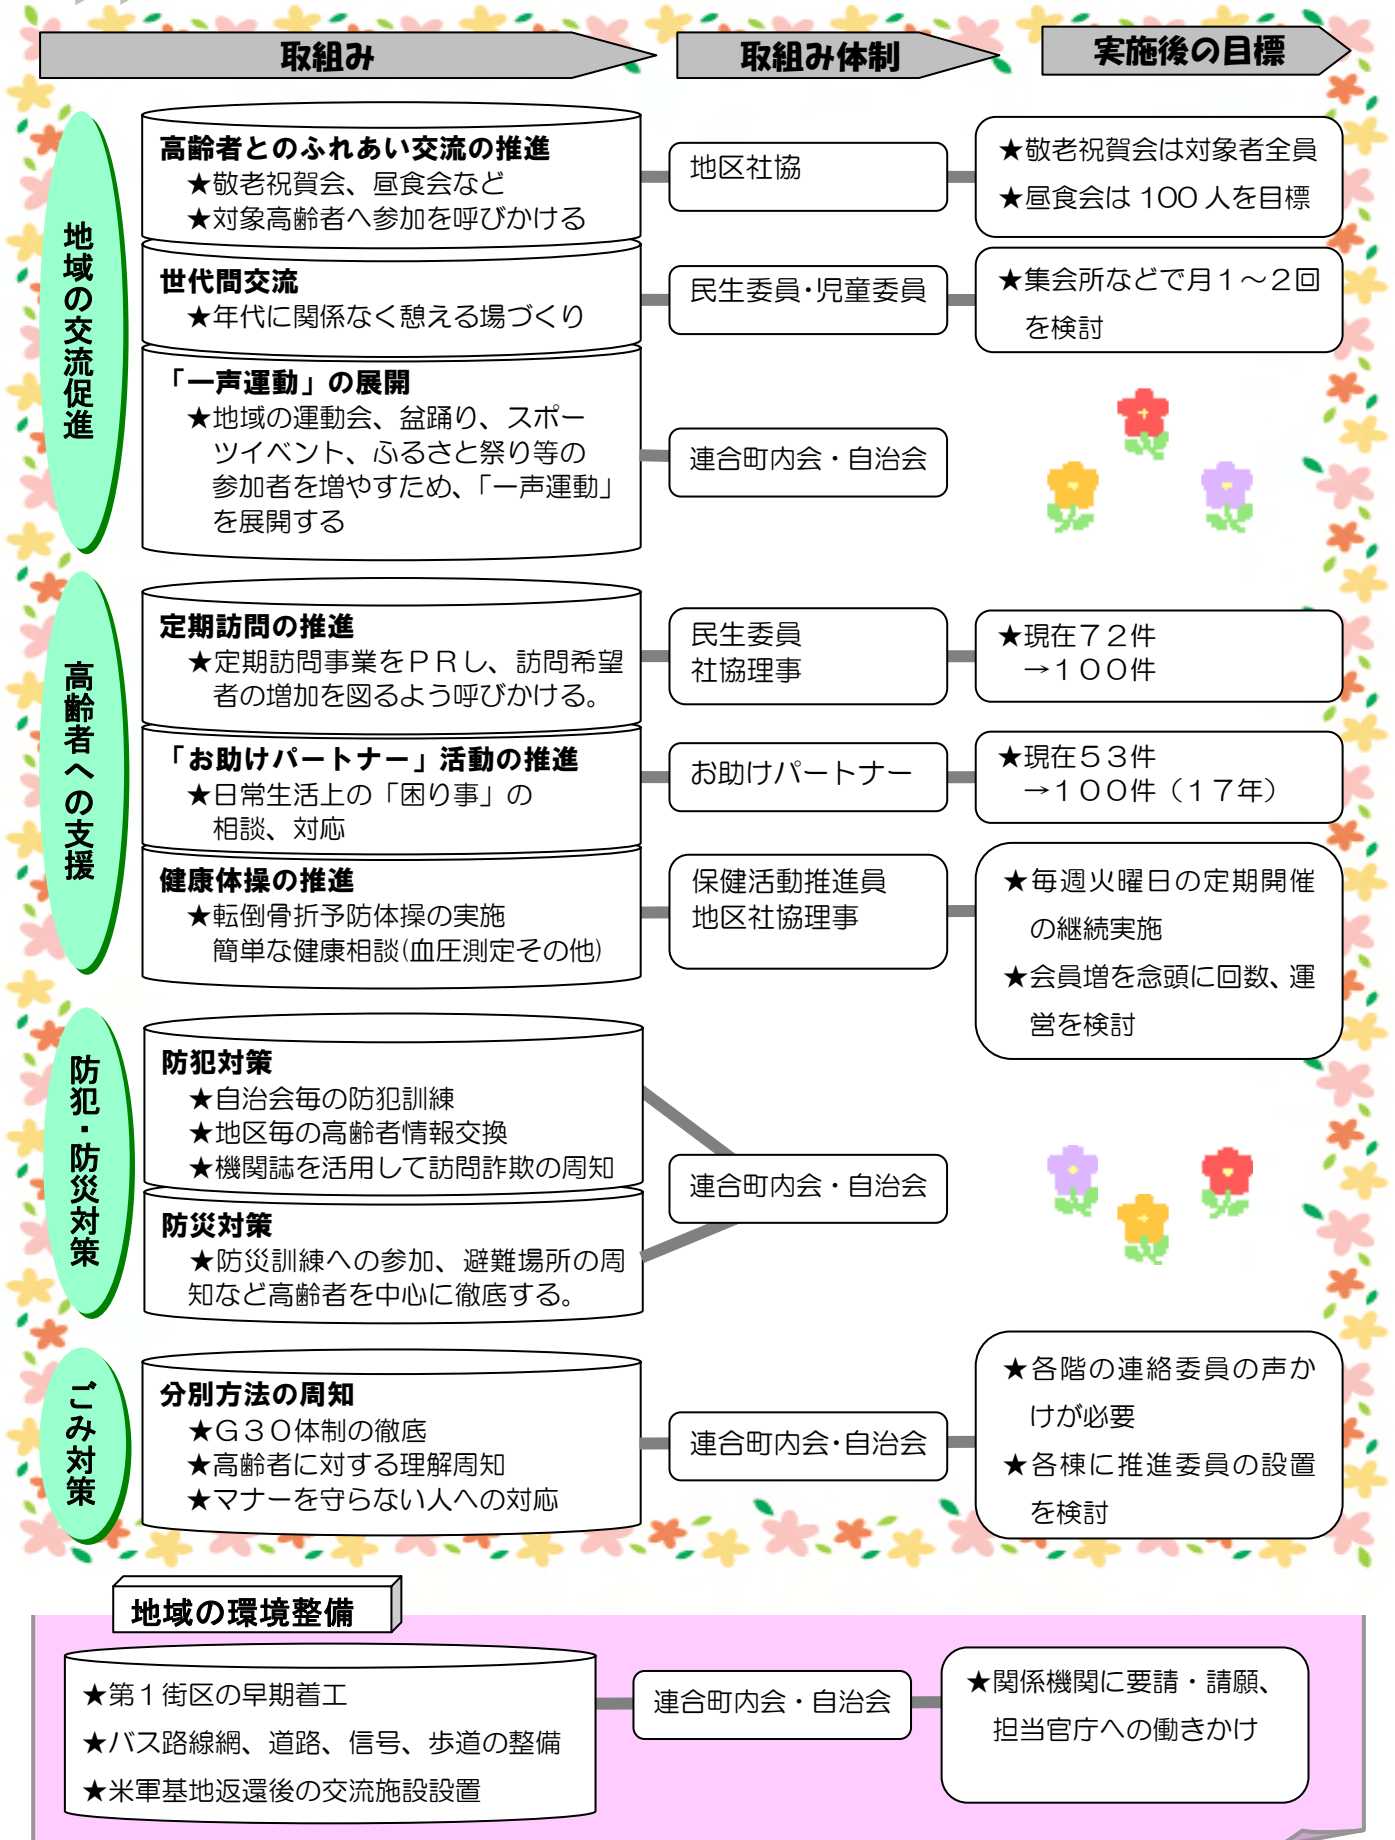 取組み
取組み体制
実施後の目標
地域の交流促進
高齢者とのふれあい交流の推進
★敬老祝賀会、昼食会など
★対象高齢者へ参加を呼びかける
地区社協
★敬老祝賀会は対象者全員
★昼食会は 100 人を目標
世代間交流
★年代に関係なく憩える場づくり
民生委員・児童委員
★集会所などで月１～２回
を検討
「一声運動」の展開
★地域の運動会、盆踊り、スポー
ツイベント、ふるさと祭り等の
参加者を増やすため、「一声運動」
を展開する
連合町内会・自治会
高齢者への支援
定期訪問の推進
★定期訪問事業をＰＲし、訪問希望
者の増加を図るよう呼びかける。
民生委員
社協理事
★現在７２件
→１００件
「お助けパートナー」活動の推進
★日常生活上の「困り事」の
相談、対応
お助けパートナー
★現在５３件
→１００件（１７年）
健康体操の推進
★転倒骨折予防体操の実施
簡単な健康相談(血圧測定その他)
保健活動推進員
地区社協理事
★毎週火曜日の定期開催
の継続実施
★会員増を念頭に回数、運
営を検討
防犯・防災対策
防犯対策
★自治会毎の防犯訓練
★地区毎の高齢者情報交換
★機関誌を活用して訪問詐欺の周知
防災対策
★防災訓練への参加、避難場所の周
知など高齢者を中心に徹底する。
連合町内会・自治会
ごみ対策
分別方法の周知
★Ｇ３０体制の徹底
★高齢者に対する理解周知
★マナーを守らない人への対応
連合町内会・自治会
★各階の連絡委員の声か
けが必要
★各棟に推進委員の設置
を検討
地域の環境整備
★第１街区の早期着工
★バス路線網、道路、信号、歩道の整備
★米軍基地返還後の交流施設設置
連合町内会・自治会
★関係機関に要請・請願、
担当官庁への働きかけ